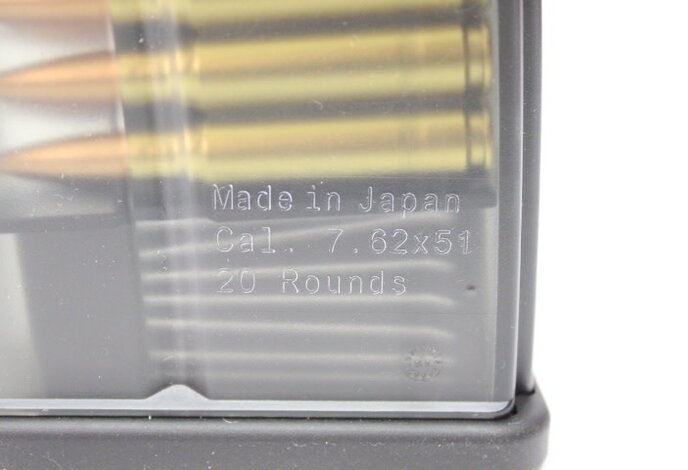 Made in Japan
Cal. 7.62x51
20 Rounds